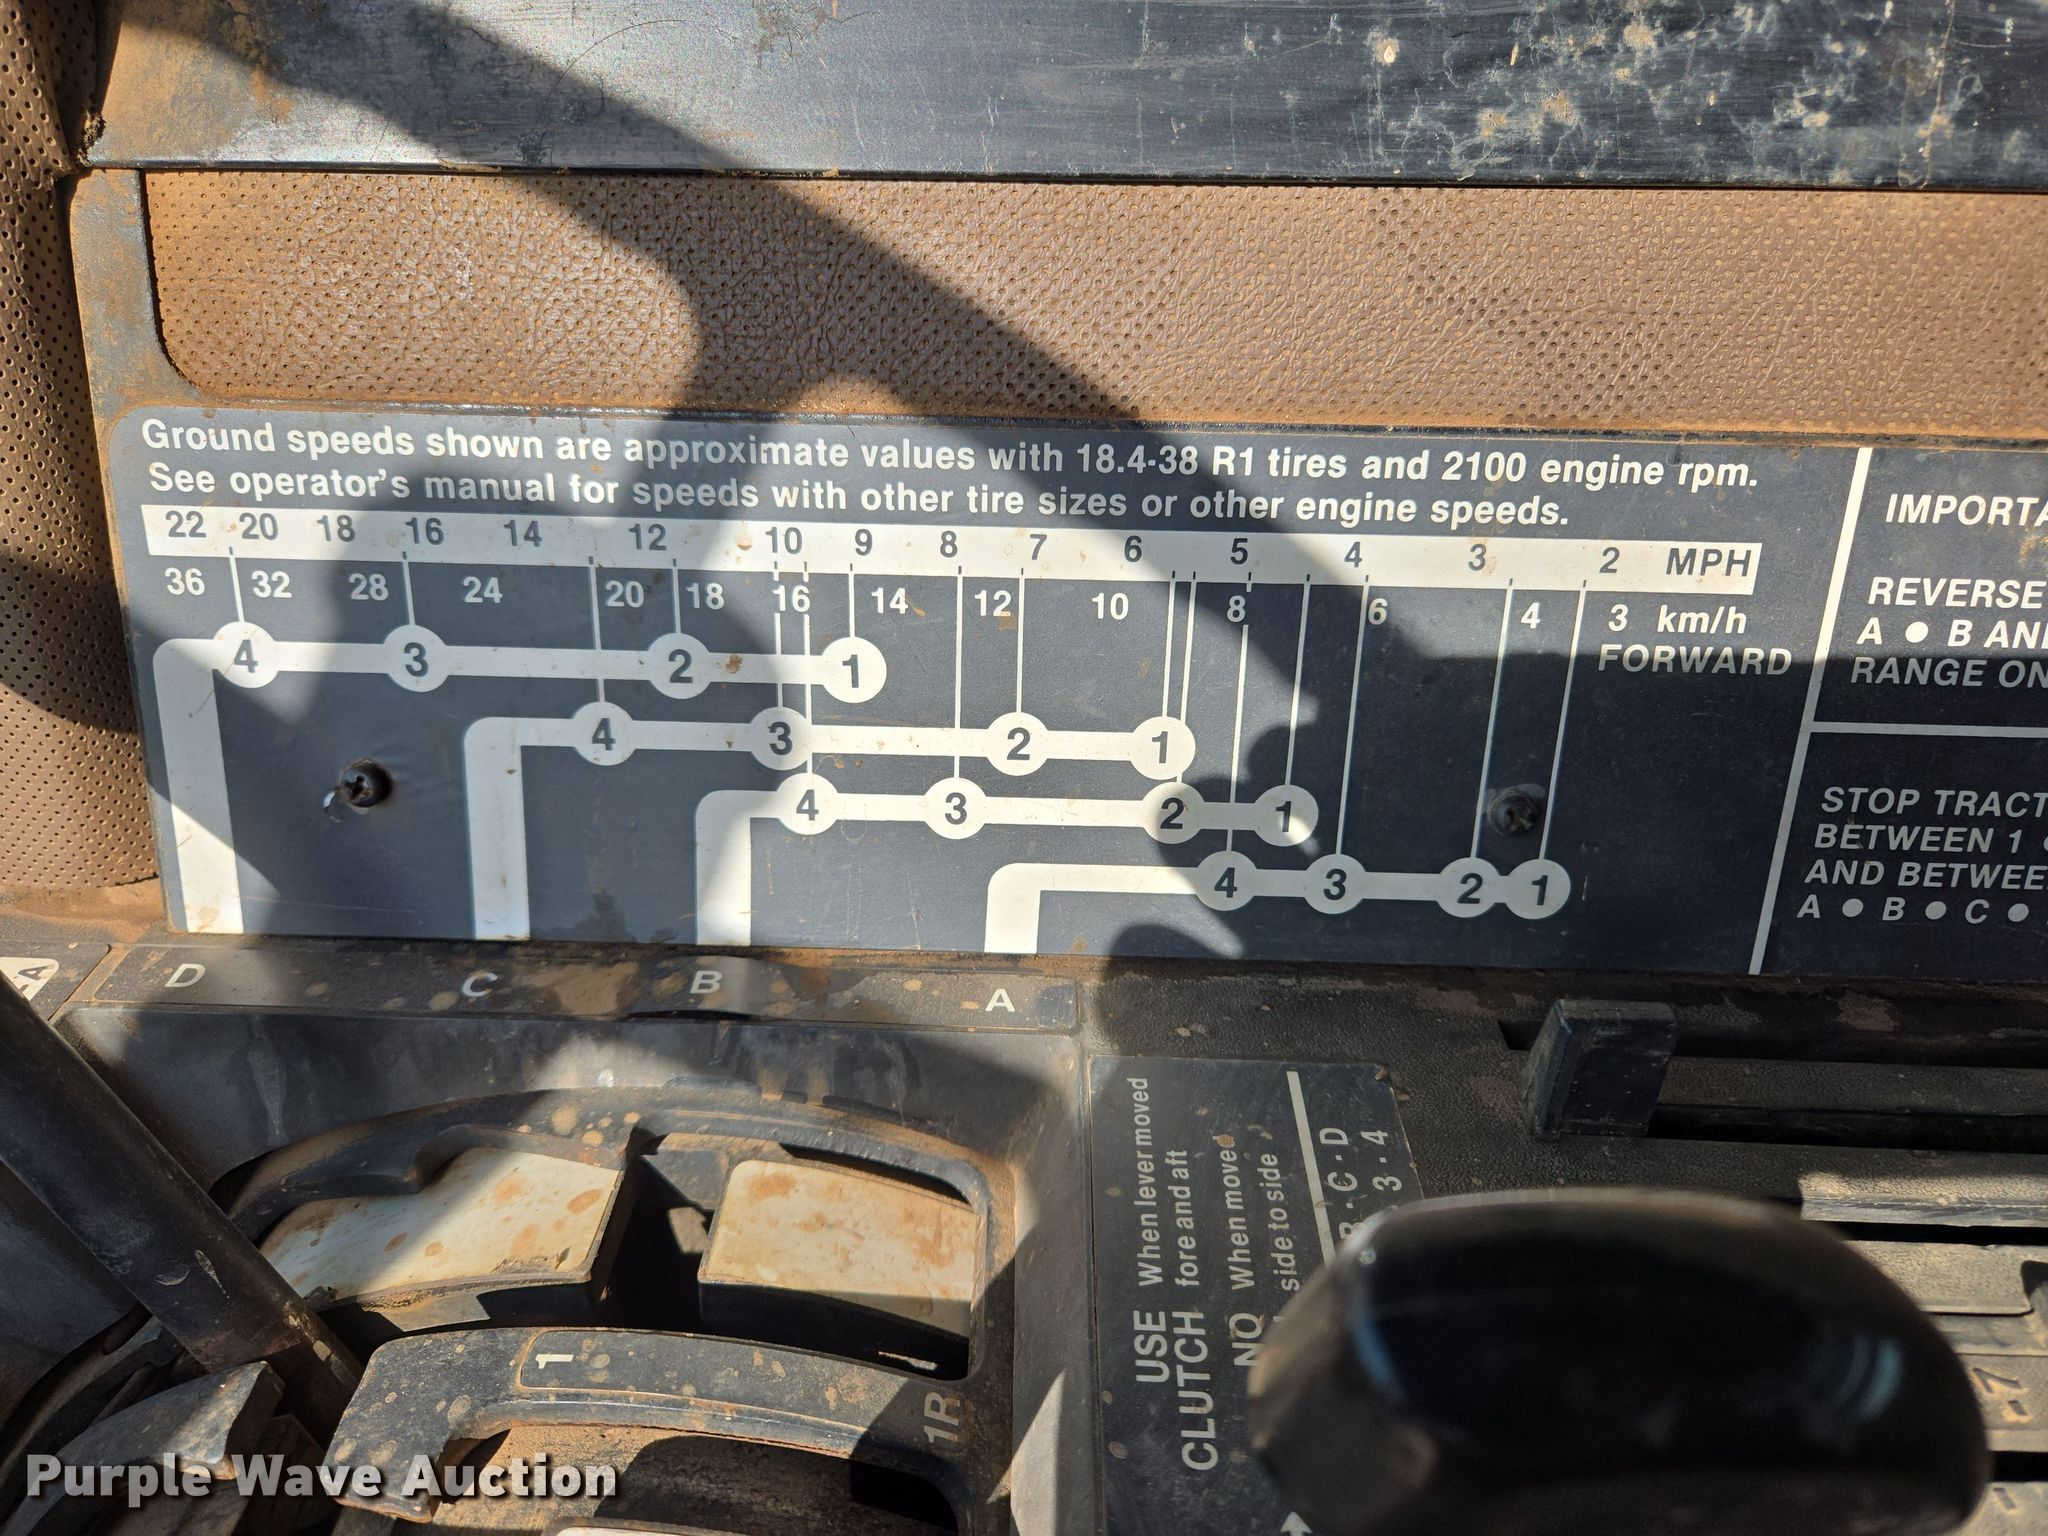 Ground speeds shown are approximate values with 18.4-38 R1 tires and 2100 engine rpm.
See operator's manual for speeds with other tire sizes or other engine speeds.
22 20 18 16 14 12 10 9 8 7 6 5 4 3 2 MPH
36 32 28 24 20 18 16 14 12 10 8 6 4 3 km/h
FORWARD
4 3 2 1
4 3 2 1
4 3 2 1
4 3 2 1
IMPORTA
REVERSE
A • B AN
RANGE ON
STOP TRACT
BETWEEN 1 •
AND BETWEE
A • B • C •
D C B A
A
USE CLUTCH
When lever moved
fore and aft
NO
When moved
side to side
B · C · D
3 · 4
1
1R
-7
Purple Wave Auction